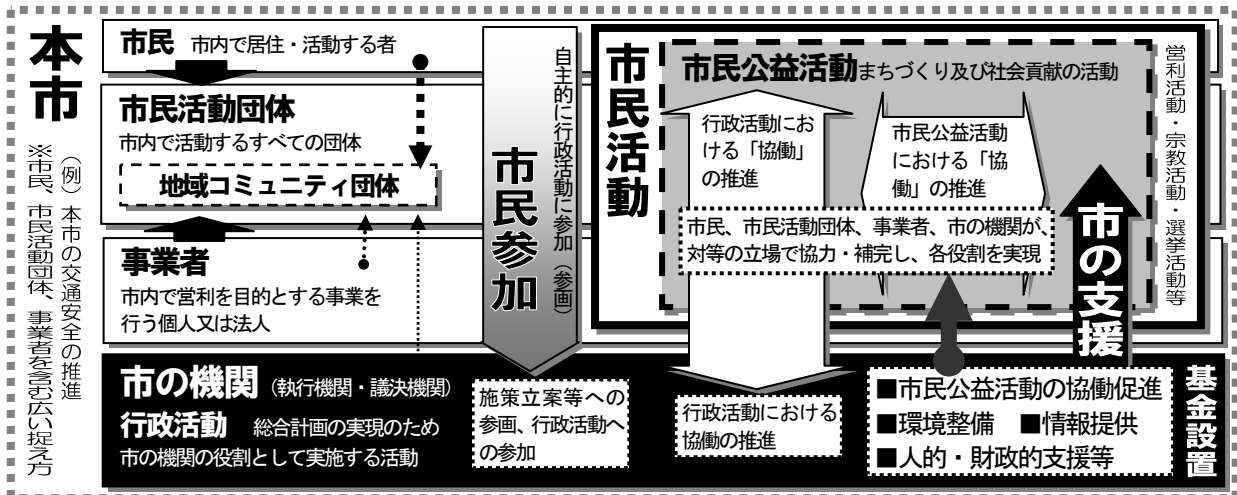 本市
（例）本市の交通安全の推進
※市民、市民活動団体、事業者を含む広い捉え方
市民 市内で居住・活動する者
市民活動団体
市内で活動するすべての団体
地域コミュニティ団体
事業者
市内で営利を目的とする事業を
行う個人又は法人
市民参加
自主的に行政活動に参加（参画）
市民活動
市民公益活動まちづくり及び社会貢献の活動
行政活動にお
ける「協働」
の推進
市民公益活動
における「協
働」の推進
市民、市民活動団体、事業者、市の機関が、
対等の立場で協力・補完し、各役割を実現
市の支援
営利活動・宗教活動・選挙活動等
市の機関（執行機関・議決機関）
行政活動 総合計画の実現のため
市の機関の役割として実施する活動
施策立案等への
参画、行政活動へ
の参加
行政活動における
協働の推進
■市民公益活動の協働促進
■環境整備 ■情報提供
■人的・財政的支援等
基金設置